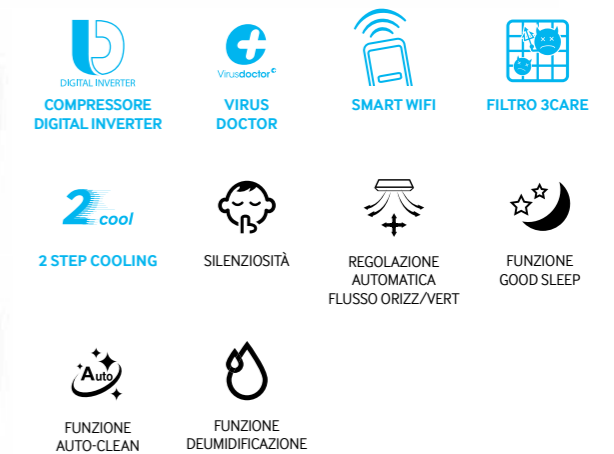 DIGITAL INVERTER
COMPRESSORE
DIGITAL INVERTER
Virusdoctor©
VIRUS
DOCTOR
SMART WIFI
FILTRO 3CARE
2 cool
2 STEP COOLING
SILENZIOSITÀ
REGOLAZIONE
AUTOMATICA
FLUSSO ORIZZ/VERT
FUNZIONE
GOOD SLEEP
Auto
FUNZIONE
AUTO-CLEAN
FUNZIONE
DEUMIDIFICAZIONE